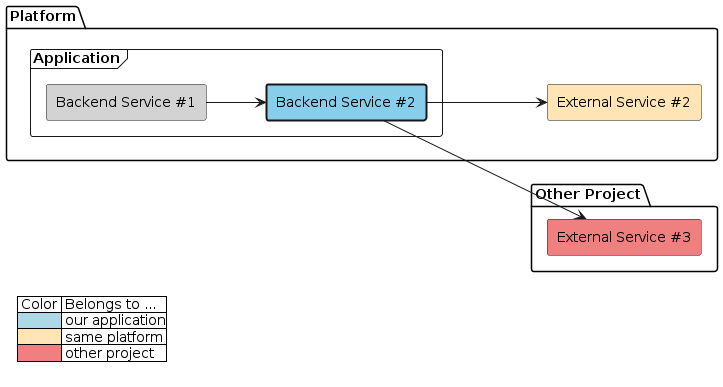 Platform
Application
Backend Service #1
Backend Service #2
External Service #2
Other Project
External Service #3
Color Belongs to ...
our application
same platform
other project